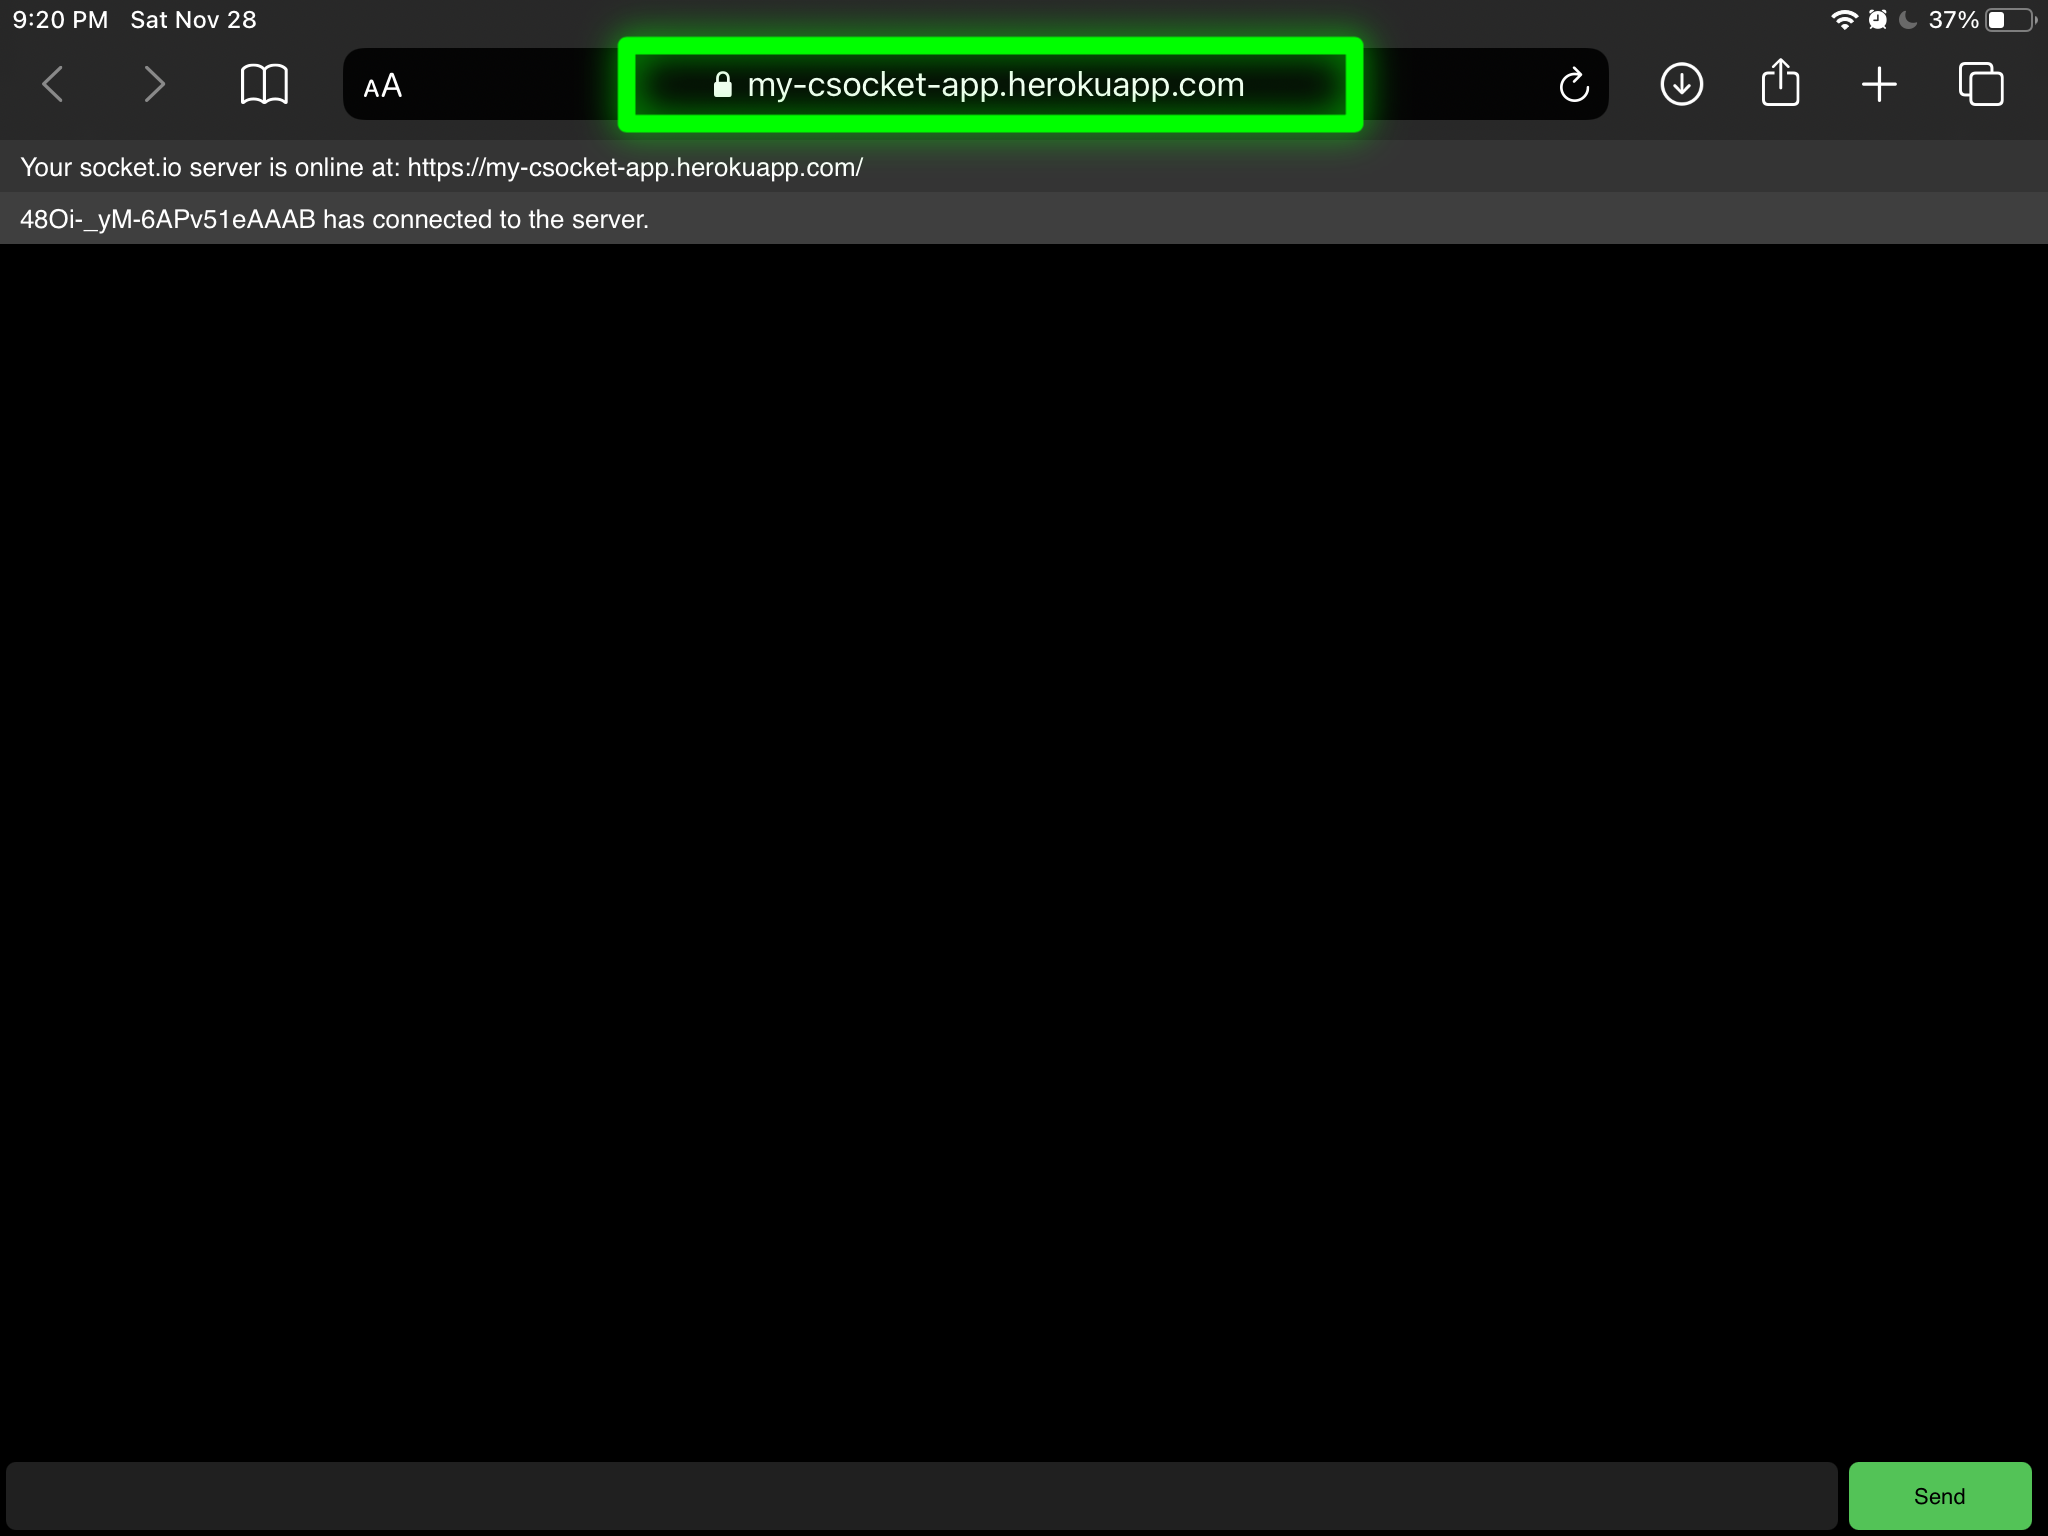 9:20 PM Sat Nov 28
37%
AA
my-csocket-app.herokuapp.com
Your socket.io server is online at: https://my-csocket-app.herokuapp.com/
48Oi-_yM-6APv51eAAAB has connected to the server.
Send